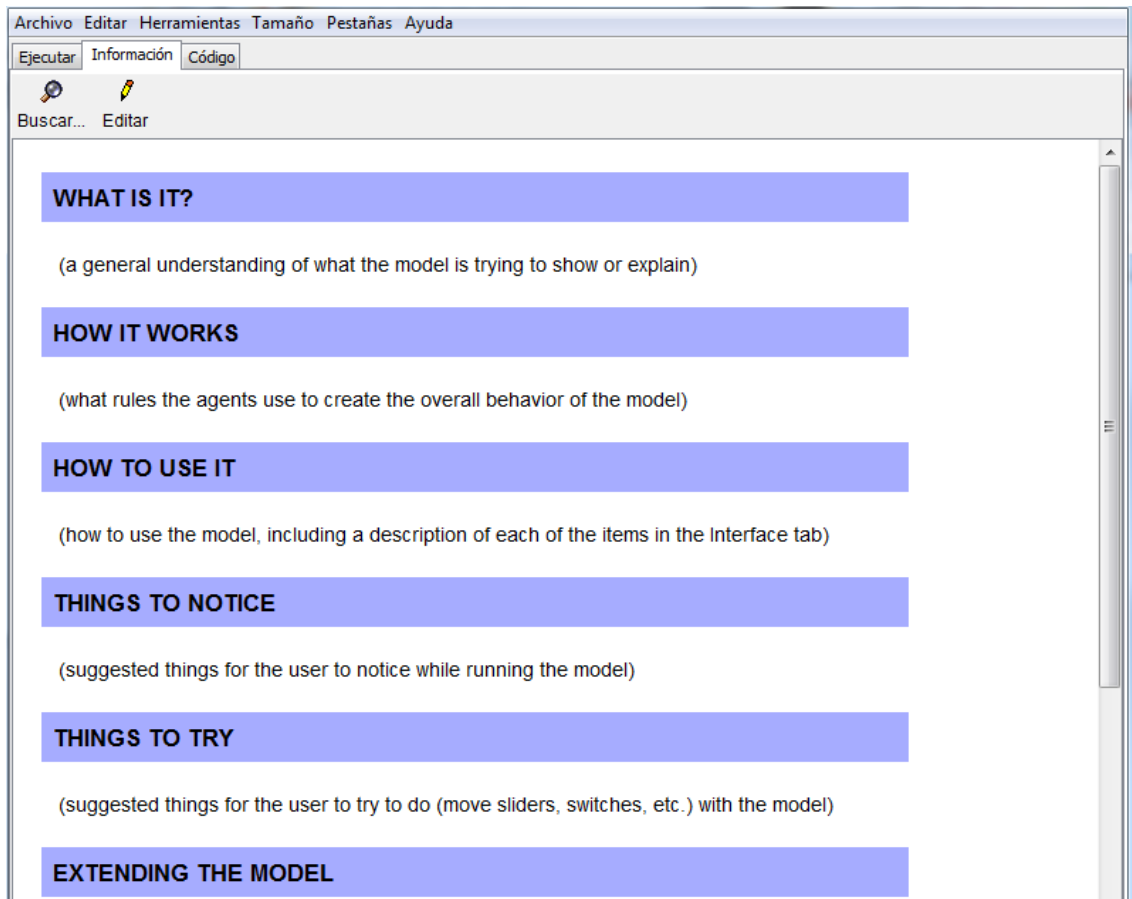 Archivo Editar Herramientas Tamaño Pestañas Ayuda
Ejecutar Información Código
Buscar... Editar
WHAT IS IT?
(a general understanding of what the model is trying to show or explain)
HOW IT WORKS
(what rules the agents use to create the overall behavior of the model)
HOW TO USE IT
(how to use the model, including a description of each of the items in the Interface tab)
THINGS TO NOTICE
(suggested things for the user to notice while running the model)
THINGS TO TRY
(suggested things for the user to try to do (move sliders, switches, etc.) with the model)
EXTENDING THE MODEL